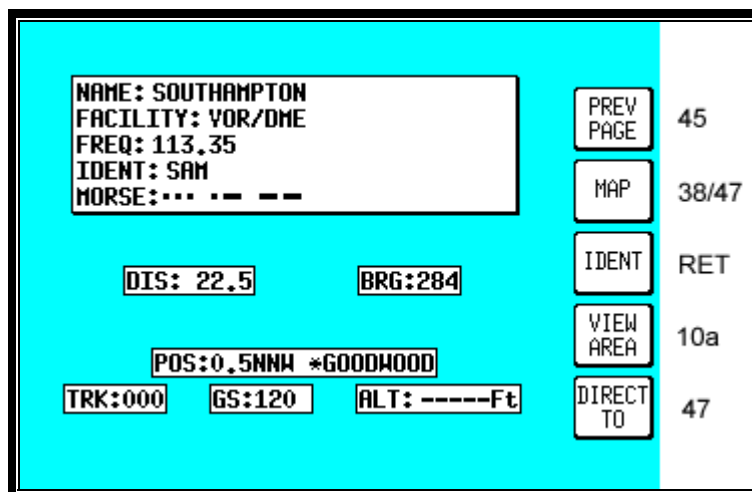 NAME: SOUTHAMPTON
FACILITY: VOR/DME
FREQ: 113.35
IDENT: SAM
MORSE:••• •— ——
DIS: 22.5 BRG:284
POS:0.5NNW *GOODWOOD
TRK:000 GS:120 ALT: -----Ft
PREV
PAGE
45
MAP
38/47
IDENT
RET
VIEW
AREA
10a
DIRECT
TO
47